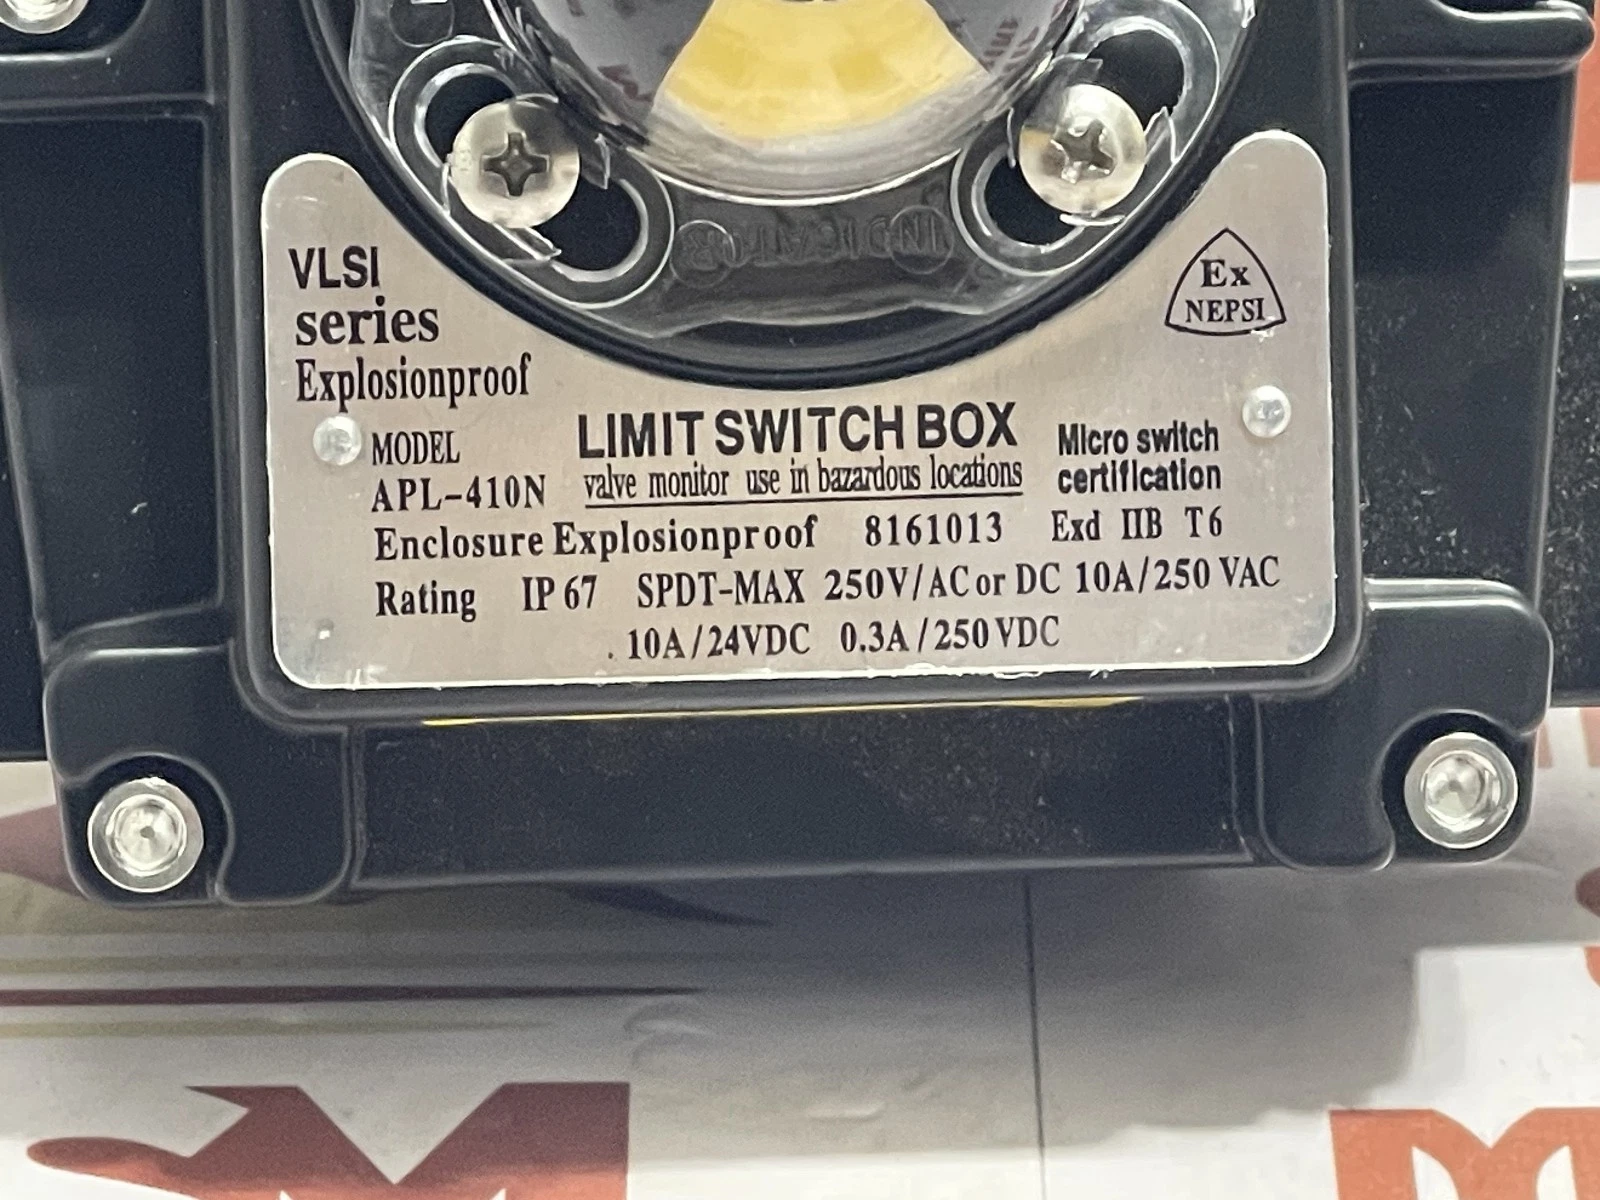 VLSI
series
Explosionproof
Ex
NEPSI
INDICATOR
MODEL
LIMIT SWITCH BOX
MIcro swItch
APL-410N
valve monitor use in bazardous locations
certIfIcatIon
Enclosure Explosionproof 8161013 Exd IIB T6
Rating IP 67 SPDT-MAX 250V/AC or DC 10A/250 VAC
. 10A/24VDC 0.3A/250VDC